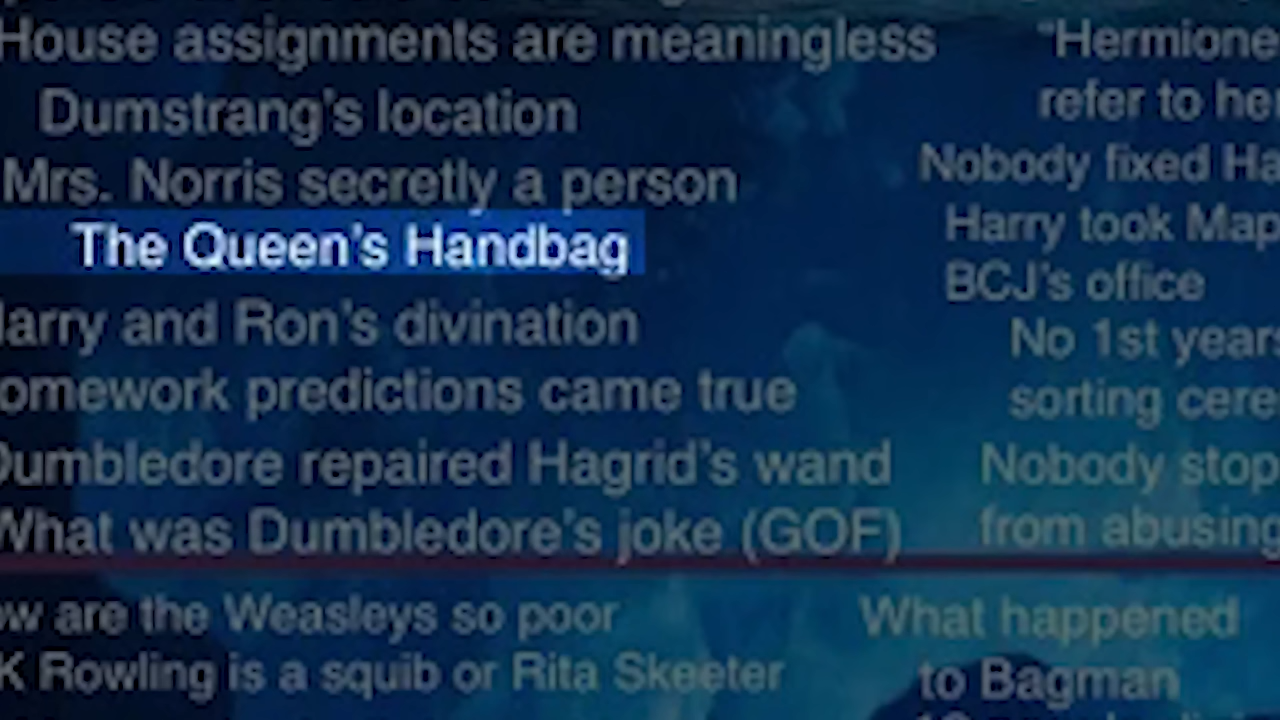 House assignments are meaningless
Dumstrang's location
Mrs. Norris secretly a person
The Queen's Handbag
arry and Ron's divination
omework predictions came true
Dumbledore repaired Hagrid's wand
What was Dumbledore's joke (GOF)
ow are the Weasleys so poor
K Rowling is a squib or Rita Skeeter
"Hermione
refer to he
Nobody fixed Ha
Harry took Map
BCJ's office
No 1st years
sorting cere
Nobody stop
from abusing
What happened
to Bagman